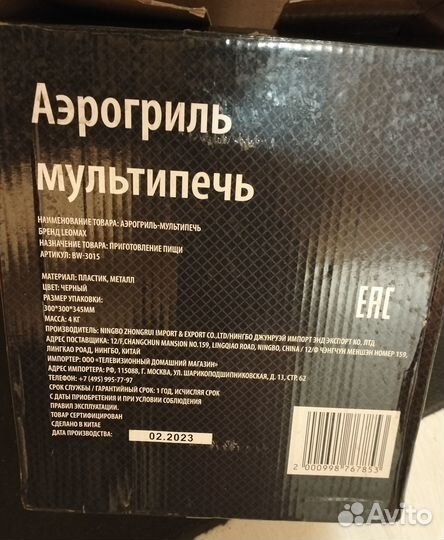 Аэрогриль
мультипечь
НАИМЕНОВАНИЕ ТОВАРА: АЭРОГРИЛЬ-МУЛЬТИПЕЧЬ
БРЕНД LEOMAX
НАЗНАЧЕНИЕ ТОВАРА: ПРИГОТОВЛЕНИЕ ПИЩИ
АРТИКУЛ: BW-3015
МАТЕРИАЛ: ПЛАСТИК, МЕТАЛЛ
ЦВЕТ: ЧЕРНЫЙ
РАЗМЕР УПАКОВКИ:
300*300*345ММ
МАССА: 4 КГ
ПРОИЗВОДИТЕЛЬ: NINGBO ZHONGRUI IMPORT & EXPORT CO.,LTD/НИНГБО ДЖУНРУЭЙ ИМПОРТ ЭНД ЭКСПОРТ КО, ЛТД
АДРЕС ПОСТАВЩИКА: 12/F,CHANGCHUN MANSION NO.159, LINGQIAO ROAD, NINGBO, CHINA / 12/Ф ЧЭНГЧУН МЕНШЭН НОМЕР 159,
ЛИНГКАО РОАД, НИНГБО, КИТАЙ
ИМПОРТЕР: ООО «ТЕЛЕВИЗИОННЫЙ ДОМАШНИЙ МАГАЗИН»
АДРЕС ИМПОРТЕРА: РФ, 115088, Г. МОСКВА, УЛ. ШАРИКОПОДШИПНИКОВСКАЯ, Д. 13, СТР. 62
ТЕЛЕФОН: +7 (495) 995-77-97
СРОК СЛУЖБЫ / ГАРАНТИЙНЫЙ СРОК: 1 ГОД, ИСЧИСЛЯЯ СРОК
С ДАТЫ ПРИОБРЕТЕНИЯ И ПРИ УСЛОВИИ СОБЛЮДЕНИЯ
ПРАВИЛ ЭКСПЛУАТАЦИИ.
ТОВАР СЕРТИФИЦИРОВАН
СДЕЛАНО В КИТАЕ
ДАТА ПРОИЗВОДСТВА: 02.2023
EAC
2 000998 767853
Avito